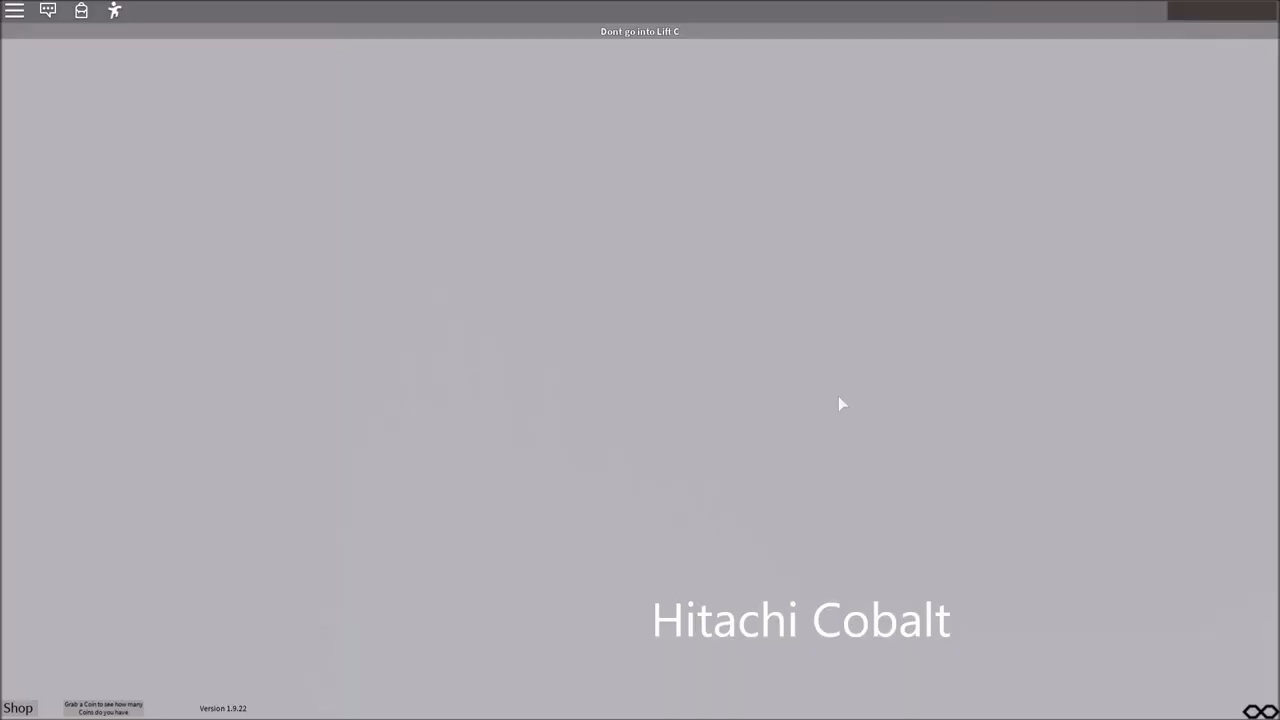 Dont go into Lift C
Hitachi Cobalt
Shop
Grab a Coin to see how many
Coins do you have.
Version 1.9.22